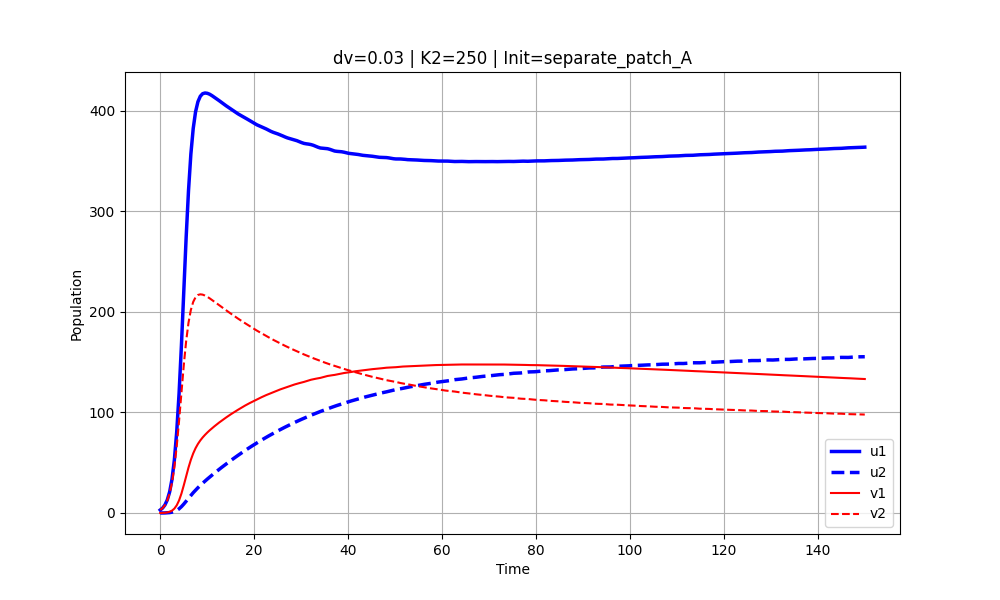 dv=0.03 | K2=250 | Init=separate_patch_A
Population
400
300
200
100
0
0 20 40 60 80 100 120 140
Time
u1
u2
v1
v2